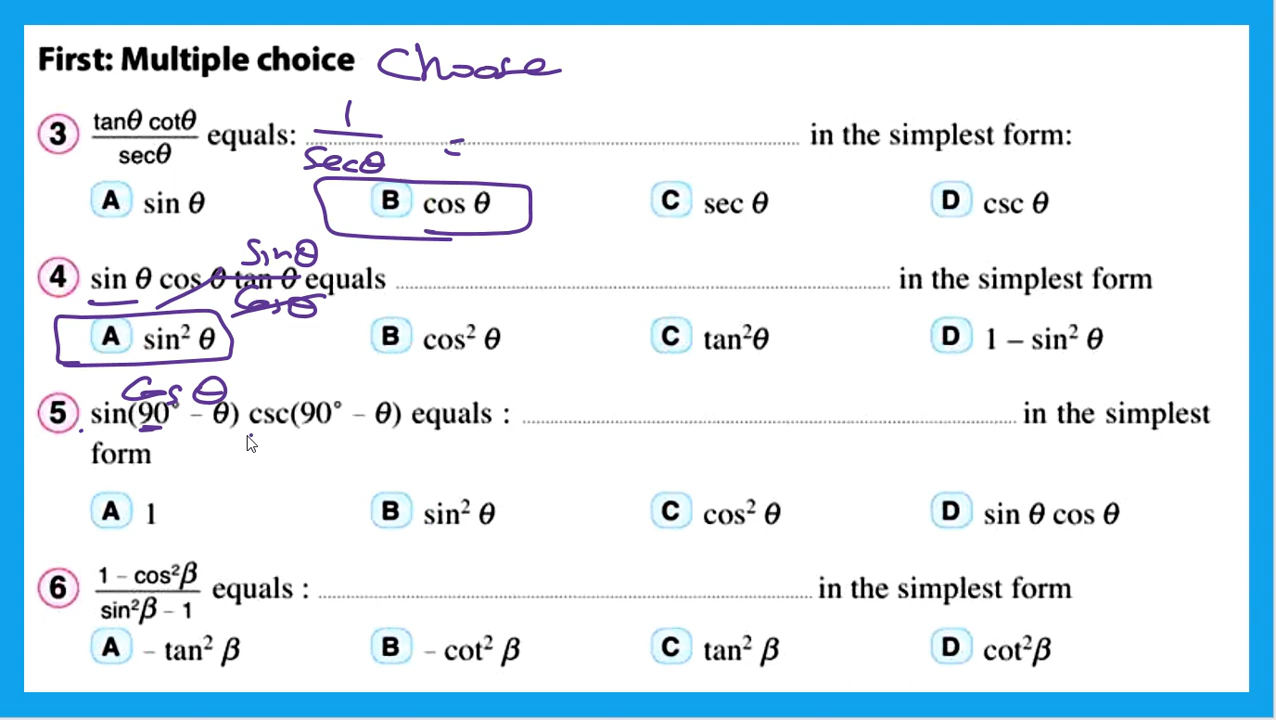 First: Multiple choice Choose
3 tanθ cotθ / secθ equals: 1 / secθ = ........ in the simplest form:
A sin θ B cos θ C sec θ D csc θ
sinθ
4 sin θ cos θ tan θ equals ........ in the simplest form
cosθ
A sin² θ B cos² θ C tan²θ D 1 – sin² θ
Cos θ
5 sin(90° – θ) csc(90° – θ) equals : ........ in the simplest
form
A 1 B sin² θ C cos² θ D sin θ cos θ
6 1 – cos²β / sin²β – 1 equals : ........ in the simplest form
A – tan² β B – cot² β C tan² β D cot²β